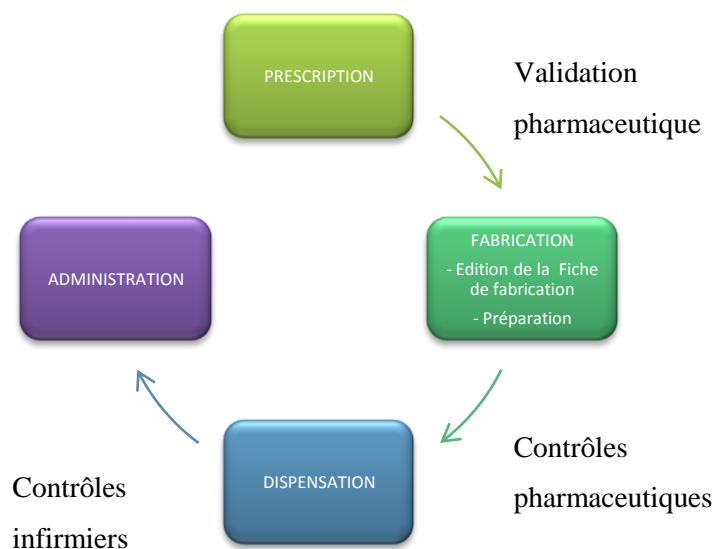 PRESCRIPTION
Validation
pharmaceutique
FABRICATION
- Edition de la Fiche
de fabrication
- Préparation
Contrôles
pharmaceutiques
DISPENSATION
Contrôles
infirmiers
ADMINISTRATION